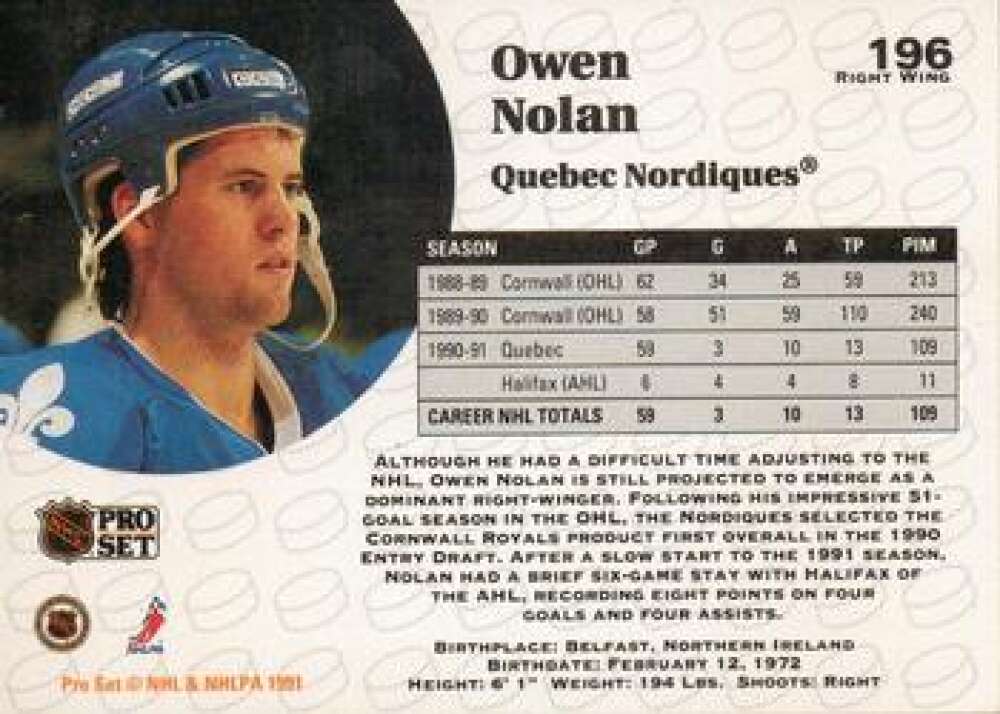 Owen
Nolan
Quebec Nordiques®
196
RIGHT WING
SEASON GP G A TP PIM
1988-89 Cornwall (OHL) 62 34 25 59 213
1989-90 Cornwall (OHL) 58 51 59 110 240
1990-91 Quebec 59 3 10 13 109
Halifax (AHL) 6 4 4 8 11
CAREER NHL TOTALS 59 3 10 13 109
ALTHOUGH HE HAD A DIFFICULT TIME ADJUSTING TO THE
NHL, OWEN NOLAN IS STILL PROJECTED TO EMERGE AS A
DOMINANT RIGHT-WINGER. FOLLOWING HIS IMPRESSIVE 51-
GOAL SEASON IN THE OHL, THE NORDIQUES SELECTED THE
CORNWALL ROYALS PRODUCT FIRST OVERALL IN THE 1990
ENTRY DRAFT. AFTER A SLOW START TO THE 1991 SEASON,
NOLAN HAD A BRIEF SIX-GAME STAY WITH HALIFAX OF
THE AHL, RECORDING EIGHT POINTS ON FOUR
GOALS AND FOUR ASSISTS.
BIRTHPLACE: BELFAST, NORTHERN IRELAND
BIRTHDATE: FEBRUARY 12, 1972
HEIGHT: 6' 1" WEIGHT: 194 LBS. SHOOTS: RIGHT
PRO
SET
Pro Set © NHL & NHLPA 1991